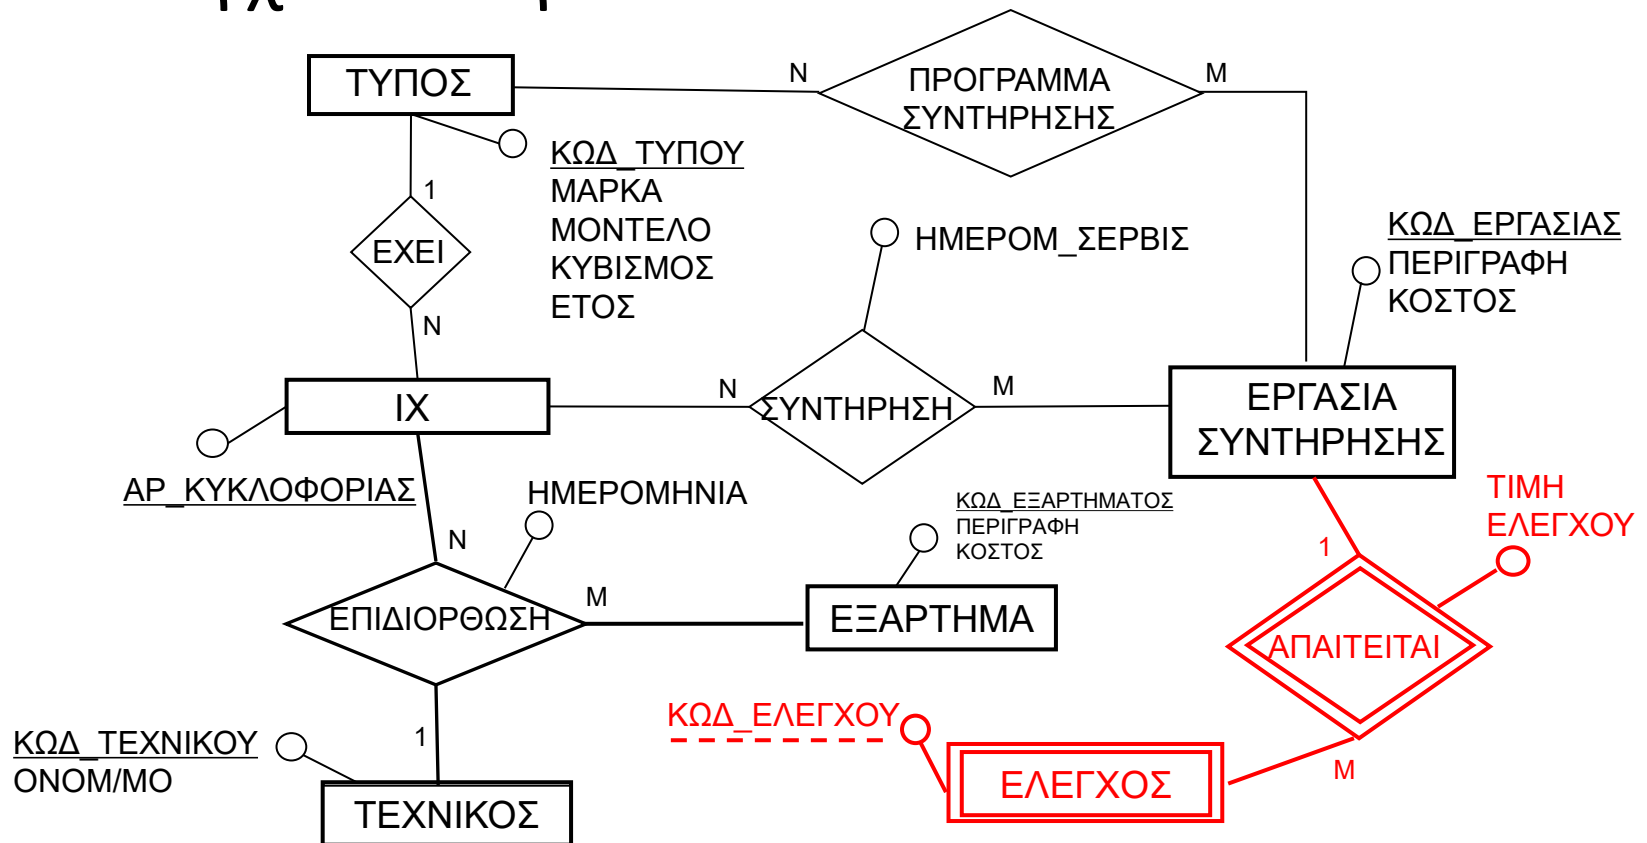 ΤΥΠΟΣ
Ν
ΠΡΟΓΡΑΜΜΑ
ΣΥΝΤΗΡΗΣΗΣ
Μ
ΚΩΔ_ΤΥΠΟΥ
ΜΑΡΚΑ
ΜΟΝΤΕΛΟ
ΚΥΒΙΣΜΟΣ
ΕΤΟΣ
1
ΕΧΕΙ
Ν
ΗΜΕΡΟΜ_ΣΕΡΒΙΣ
ΚΩΔ_ΕΡΓΑΣΙΑΣ
ΠΕΡΙΓΡΑΦΗ
ΚΟΣΤΟΣ
ΙΧ
Ν
ΣΥΝΤΗΡΗΣΗ
Μ
ΕΡΓΑΣΙΑ
ΣΥΝΤΗΡΗΣΗΣ
ΑΡ_ΚΥΚΛΟΦΟΡΙΑΣ
ΗΜΕΡΟΜΗΝΙΑ
ΚΩΔ_ΕΞΑΡΤΗΜΑΤΟΣ
ΠΕΡΙΓΡΑΦΗ
ΚΟΣΤΟΣ
ΤΙΜΗ
ΕΛΕΓΧΟΥ
Ν
1
ΕΠΙΔΙΟΡΘΩΣΗ
Μ
ΕΞΑΡΤΗΜΑ
ΑΠΑΙΤΕΙΤΑΙ
ΚΩΔ_ΤΕΧΝΙΚΟΥ
ΟΝΟΜ/ΜΟ
1
ΚΩΔ_ΕΛΕΓΧΟΥ
Μ
ΤΕΧΝΙΚΟΣ
ΕΛΕΓΧΟΣ